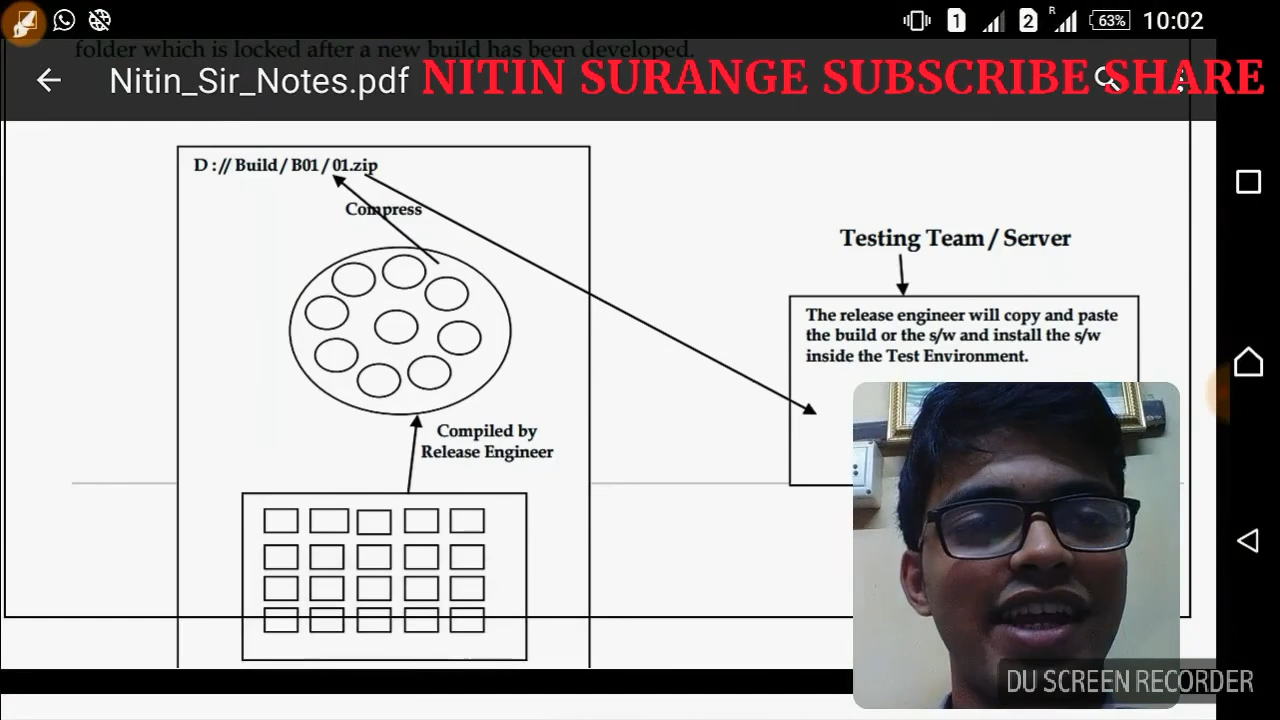 1 2 R 63% 10:02
folder which is locked after a new build has been developed.
Nitin_Sir_Notes.pdf NITIN SURANGE SUBSCRIBE SHARE
D :// Build / B01 / 01.zip
Compress
Testing Team / Server
The release engineer will copy and paste
the build or the s/w and install the s/w
inside the Test Environment.
Compiled by
Release Engineer
DU SCREEN RECORDER